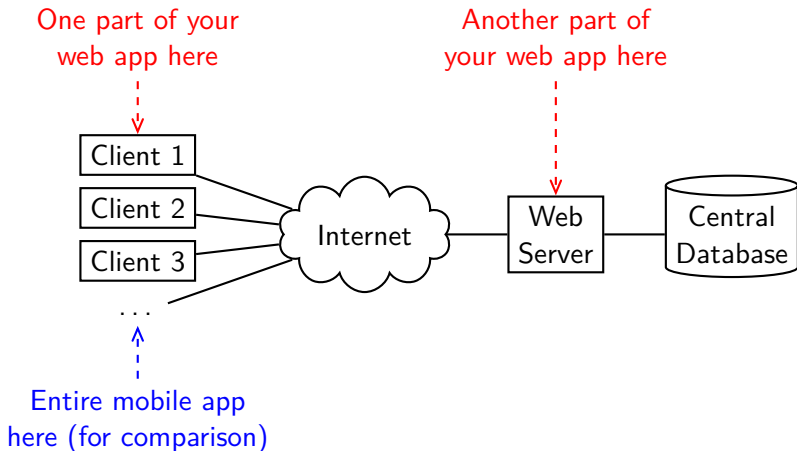 One part of your
web app here
Another part of
your web app here
Client 1
Client 2
Client 3
. . .
Internet
Web
Server
Central
Database
Entire mobile app
here (for comparison)